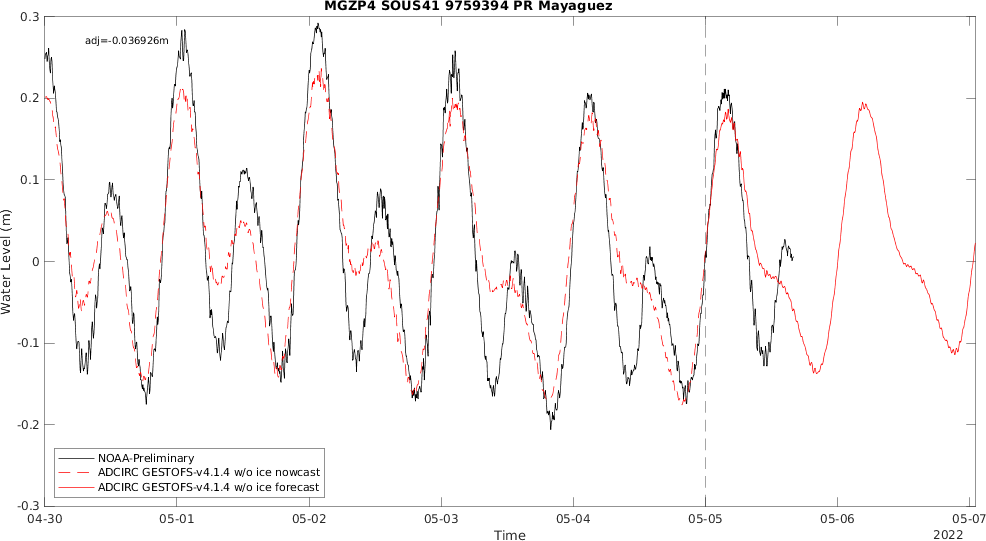 MGZP4 SOUS41 9759394 PR Mayaguez
adj=-0.036926m
0.3
0.2
0.1
0
-0.1
-0.2
-0.3
Water Level (m)
NOAA-Preliminary
ADCIRC GESTOFS-v4.1.4 w/o ice nowcast
ADCIRC GESTOFS-v4.1.4 w/o ice forecast
04-30 05-01 05-02 05-03 05-04 05-05 05-06 05-07
Time
2022